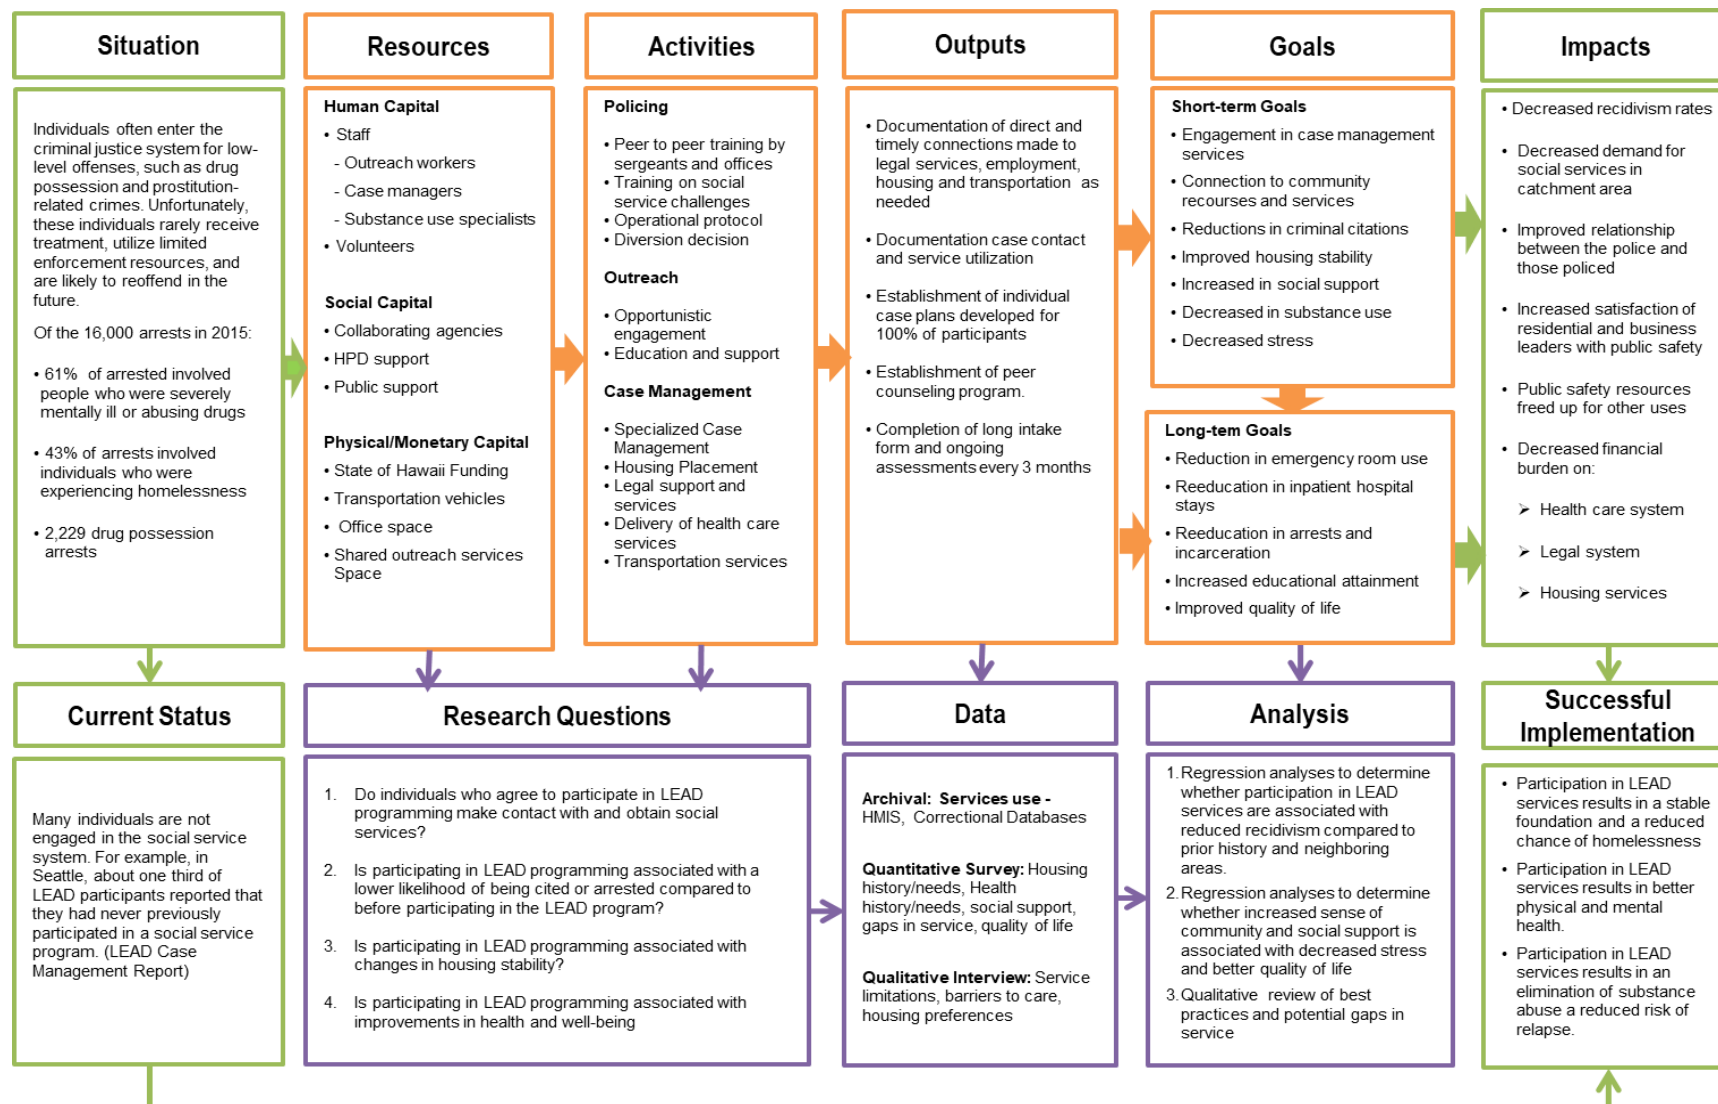 Situation
Individuals often enter the
criminal justice system for low-
level offenses, such as drug
possession and prostitution-
related crimes. Unfortunately,
these individuals rarely receive
treatment, utilize limited
enforcement resources, and
are likely to reoffend in the
future.
Of the 16,000 arrests in 2015:
• 61% of arrested involved
people who were severely
mentally ill or abusing drugs
• 43% of arrests involved
individuals who were
experiencing homelessness
• 2,229 drug possession
arrests
Resources
Human Capital
• Staff
- Outreach workers
- Case managers
- Substance use specialists
• Volunteers
Social Capital
• Collaborating agencies
• HPD support
• Public support
Physical/Monetary Capital
• State of Hawaii Funding
• Transportation vehicles
• Office space
• Shared outreach services
Space
Activities
Policing
• Peer to peer training by
sergeants and offices
• Training on social
service challenges
• Operational protocol
• Diversion decision
Outreach
• Opportunistic
engagement
• Education and support
Case Management
• Specialized Case
Management
• Housing Placement
• Legal support and
services
• Delivery of health care
services
• Transportation services
Outputs
• Documentation of direct and
timely connections made to
legal services, employment,
housing and transportation as
needed
• Documentation case contact
and service utilization
• Establishment of individual
case plans developed for
100% of participants
• Establishment of peer
counseling program.
• Completion of long intake
form and ongoing
assessments every 3 months
Goals
Short-term Goals
• Engagement in case management
services
• Connection to community
recourses and services
• Reductions in criminal citations
• Improved housing stability
• Increased in social support
• Decreased in substance use
• Decreased stress
Long-tem Goals
• Reduction in emergency room use
• Reeducation in inpatient hospital
stays
• Reeducation in arrests and
incarceration
• Increased educational attainment
• Improved quality of life
Impacts
• Decreased recidivism rates
• Decreased demand for
social services in
catchment area
• Improved relationship
between the police and
those policed
• Increased satisfaction of
residential and business
leaders with public safety
• Public safety resources
freed up for other uses
• Decreased financial
burden on:
➢ Health care system
➢ Legal system
➢ Housing services
Current Status
Many individuals are not
engaged in the social service
system. For example, in
Seattle, about one third of
LEAD participants reported that
they had never previously
participated in a social service
program. (LEAD Case
Management Report)
Research Questions
1. Do individuals who agree to participate in LEAD
programming make contact with and obtain social
services?
2. Is participating in LEAD programming associated with a
lower likelihood of being cited or arrested compared to
before participating in the LEAD program?
3. Is participating in LEAD programming associated with
changes in housing stability?
4. Is participating in LEAD programming associated with
improvements in health and well-being
Data
Archival: Services use -
HMIS, Correctional Databases
Quantitative Survey: Housing
history/needs, Health
history/needs, social support,
gaps in service, quality of life
Qualitative Interview: Service
limitations, barriers to care,
housing preferences
Analysis
1. Regression analyses to determine
whether participation in LEAD
services are associated with
reduced recidivism compared to
prior history and neighboring
areas.
2. Regression analyses to determine
whether increased sense of
community and social support is
associated with decreased stress
and better quality of life
3. Qualitative review of best
practices and potential gaps in
service
Successful
Implementation
• Participation in LEAD
services results in a stable
foundation and a reduced
chance of homelessness
• Participation in LEAD
services results in better
physical and mental
health.
• Participation in LEAD
services results in an
elimination of substance
abuse a reduced risk of
relapse.